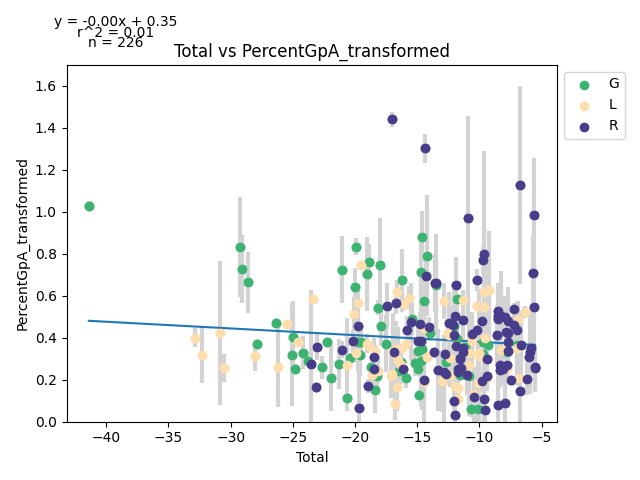 y = -0.00x + 0.35
r^2 = 0.01
n = 226
Total vs PercentGpA_transformed
G
L
R
PercentGpA_transformed
1.6
1.4
1.2
1.0
0.8
0.6
0.4
0.2
0.0
−40 −35 −30 −25 −20 −15 −10 −5
Total